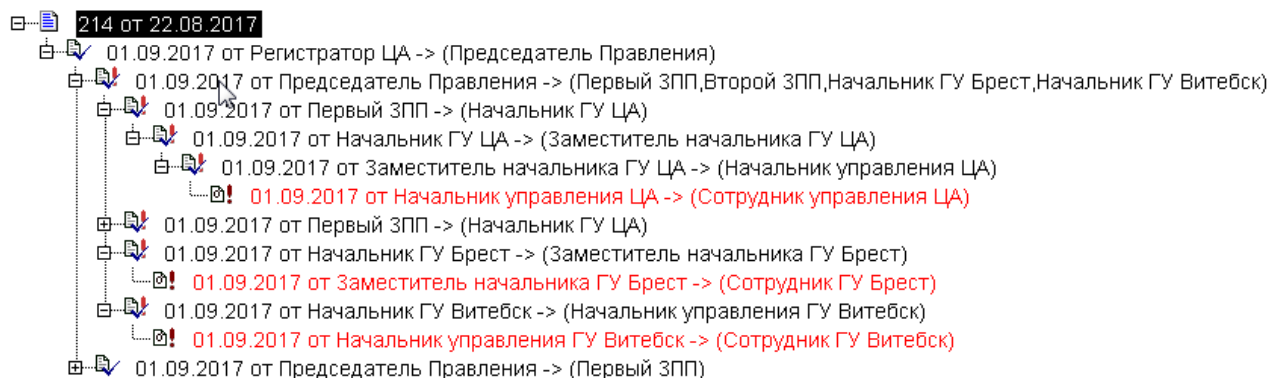 214 от 22.08.2017
01.09.2017 от Регистратор ЦА -> (Председатель Правления)
01.09.2017 от Председатель Правления -> (Первый ЗПП,Второй ЗПП,Начальник ГУ Брест,Начальник ГУ Витебск)
01.09.2017 от Первый ЗПП -> (Начальник ГУ ЦА)
01.09.2017 от Начальник ГУ ЦА -> (Заместитель начальника ГУ ЦА)
01.09.2017 от Заместитель начальника ГУ ЦА -> (Начальник управления ЦА)
01.09.2017 от Начальник управления ЦА -> (Сотрудник управления ЦА)
01.09.2017 от Первый ЗПП -> (Начальник ГУ ЦА)
01.09.2017 от Начальник ГУ Брест -> (Заместитель начальника ГУ Брест)
01.09.2017 от Заместитель начальника ГУ Брест -> (Сотрудник ГУ Брест)
01.09.2017 от Начальник ГУ Витебск -> (Начальник управления ГУ Витебск)
01.09.2017 от Начальник управления ГУ Витебск -> (Сотрудник ГУ Витебск)
01.09.2017 от Председатель Правления -> (Первый ЗПП)